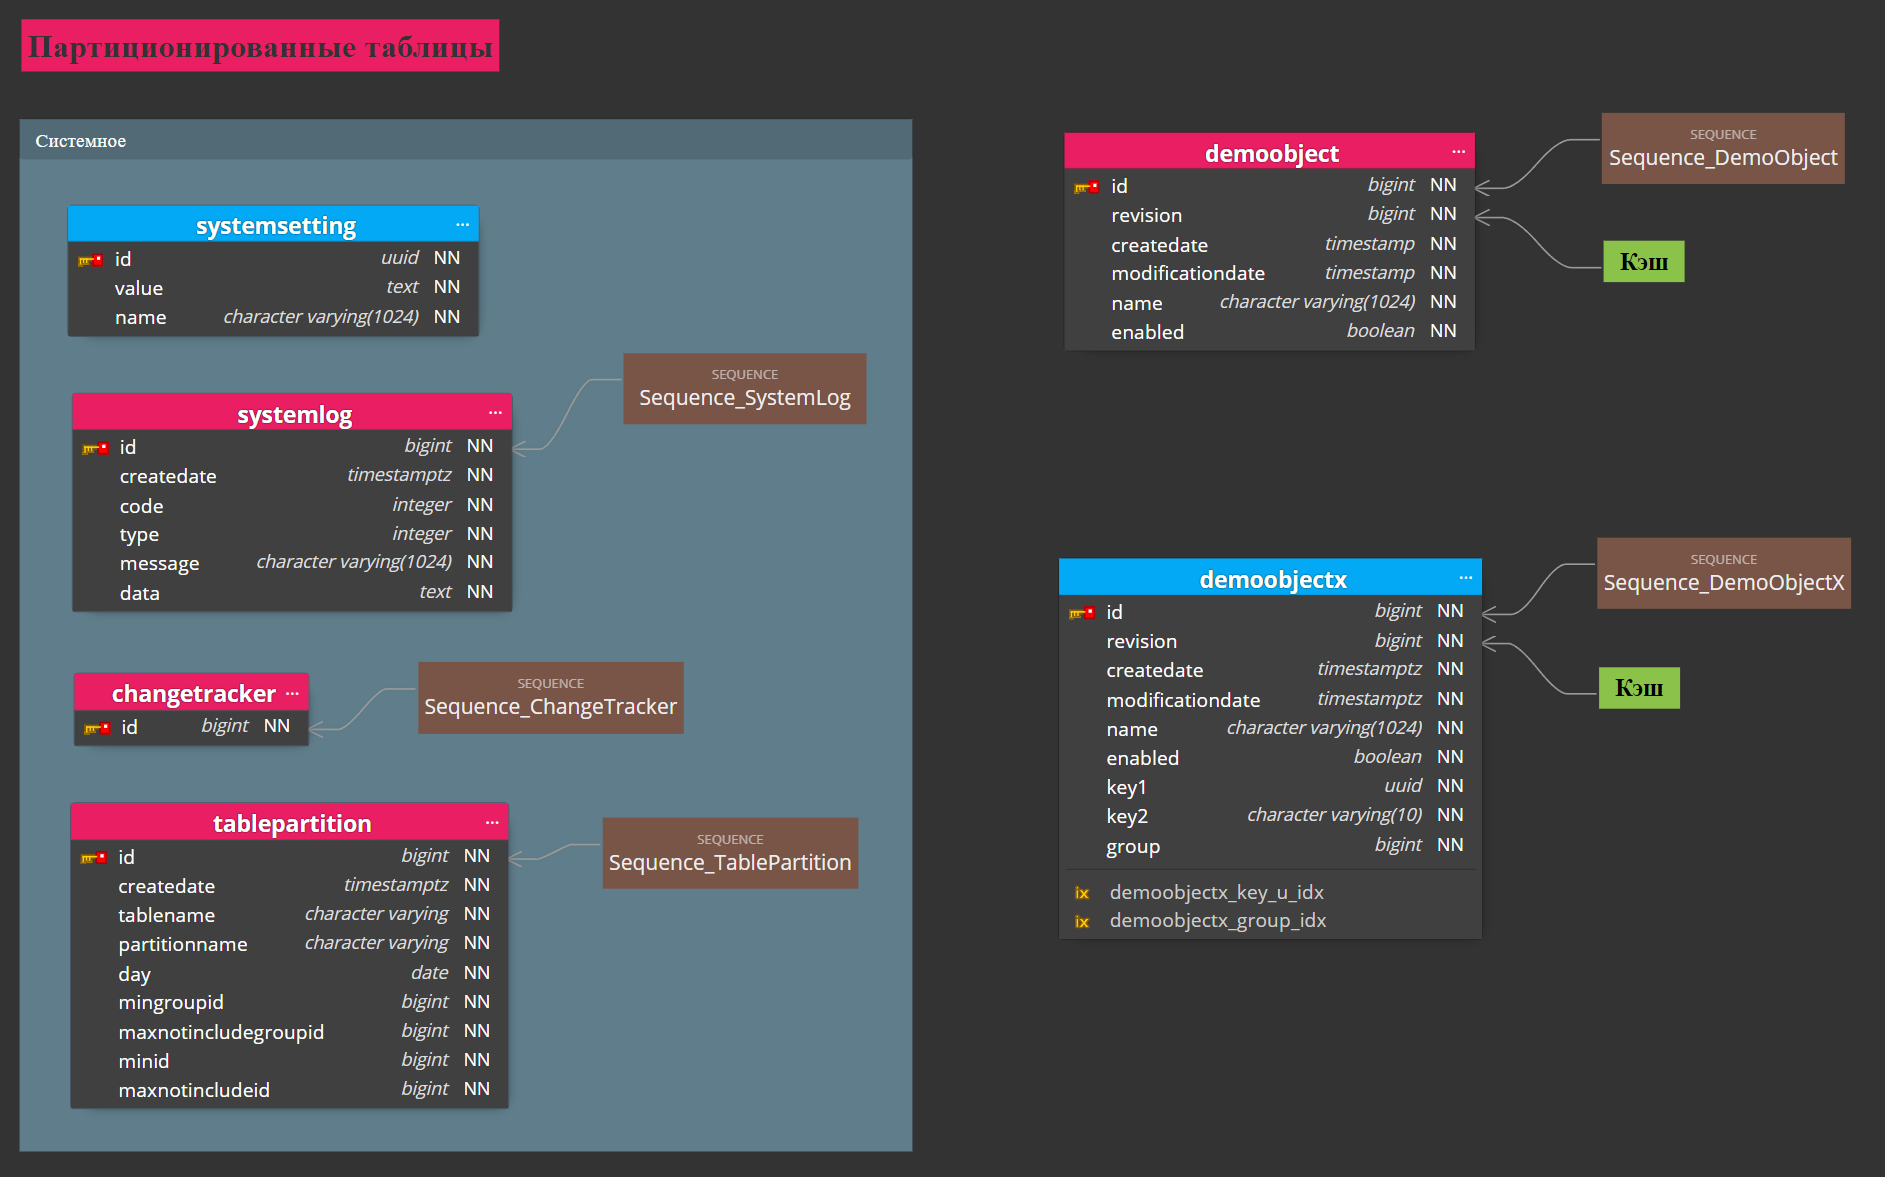 Партиционированные таблицы
Системное
systemsetting ...
id uuid NN
value text NN
name character varying(1024) NN
systemlog ...
id bigint NN
createdate timestamptz NN
code integer NN
type integer NN
message character varying(1024) NN
data text NN
SEQUENCE
Sequence_SystemLog
changetracker ...
id bigint NN
SEQUENCE
Sequence_ChangeTracker
tablepartition ...
id bigint NN
createdate timestamptz NN
tablename character varying NN
partitionname character varying NN
day date NN
mingroupid bigint NN
maxnotincludegroupid bigint NN
minid bigint NN
maxnotincludeid bigint NN
SEQUENCE
Sequence_TablePartition
demoobject ...
id bigint NN
revision bigint NN
createdate timestamp NN
modificationdate timestamp NN
name character varying(1024) NN
enabled boolean NN
SEQUENCE
Sequence_DemoObject
Кэш
demoobjectx ...
id bigint NN
revision bigint NN
createdate timestamptz NN
modificationdate timestamptz NN
name character varying(1024) NN
enabled boolean NN
key1 uuid NN
key2 character varying(10) NN
group bigint NN
ix demoobjectx_key_u_idx
ix demoobjectx_group_idx
SEQUENCE
Sequence_DemoObjectX
Кэш